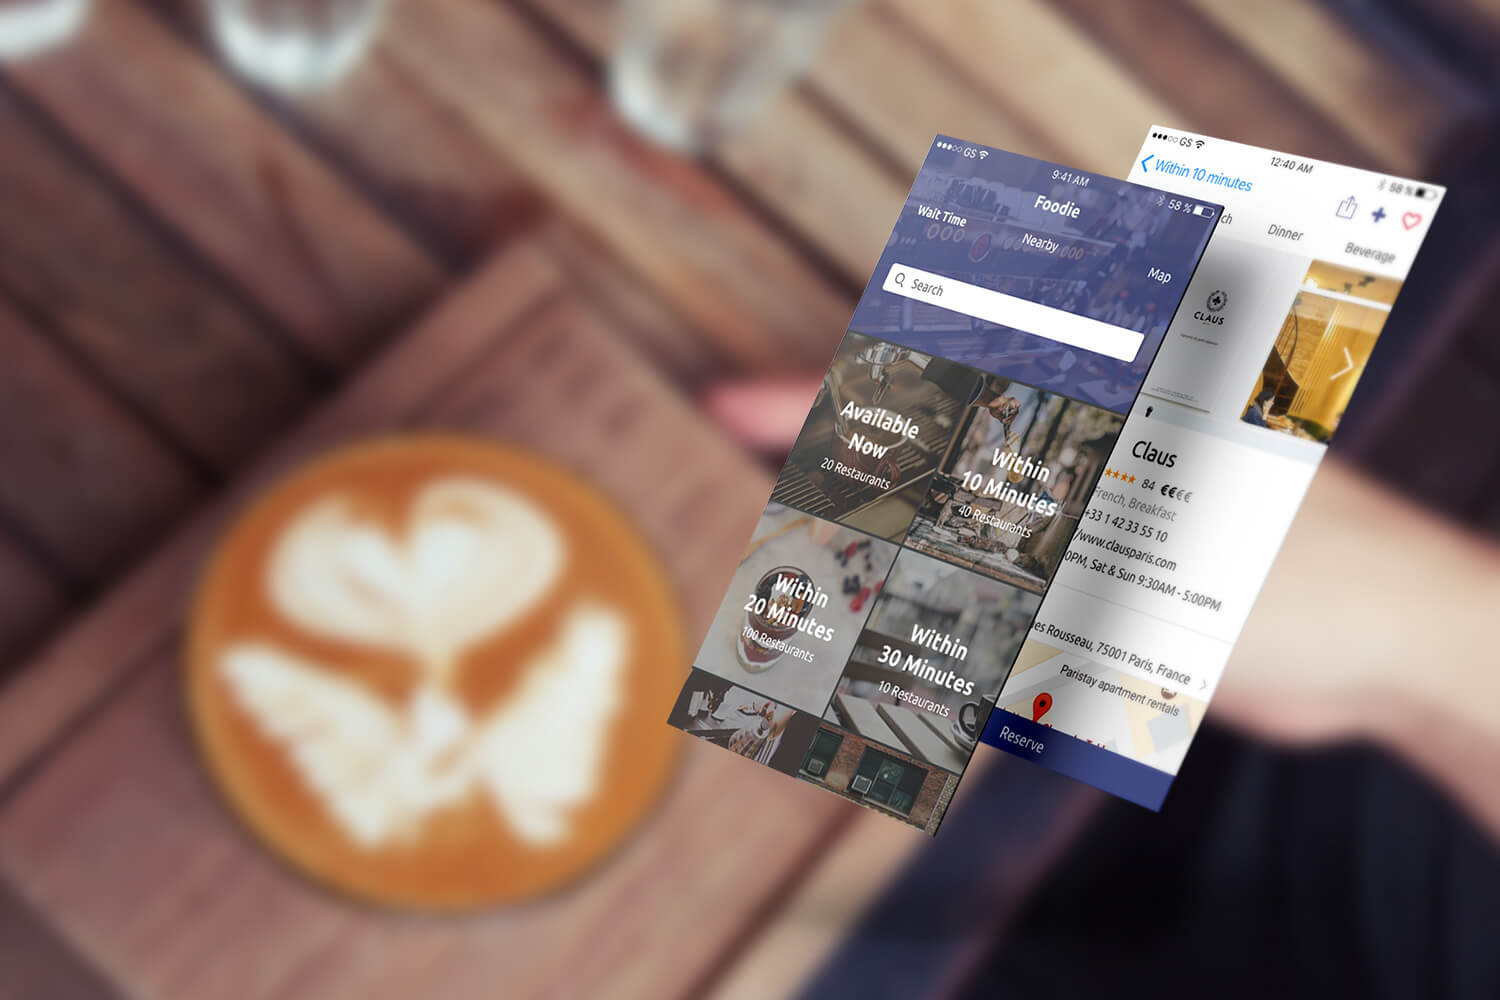 GS
9:41 AM
58 %
Foodie
Wait Time
Nearby
Map
Search
Available
Now
20 Restaurants
Within
10 Minutes
40 Restaurants
Within
20 Minutes
100 Restaurants
Within
30 Minutes
10 Restaurants
GS
12:40 AM
58 %
Within 10 minutes
ch
Dinner
Beverage
CLAUS
Claus
84 €€€€
French, Breakfast
+33 1 42 33 55 10
/www.clausparis.com
0PM, Sat & Sun 9:30AM - 5:00PM
es Rousseau, 75001 Paris, France
Paristay apartment rentals
Reserve